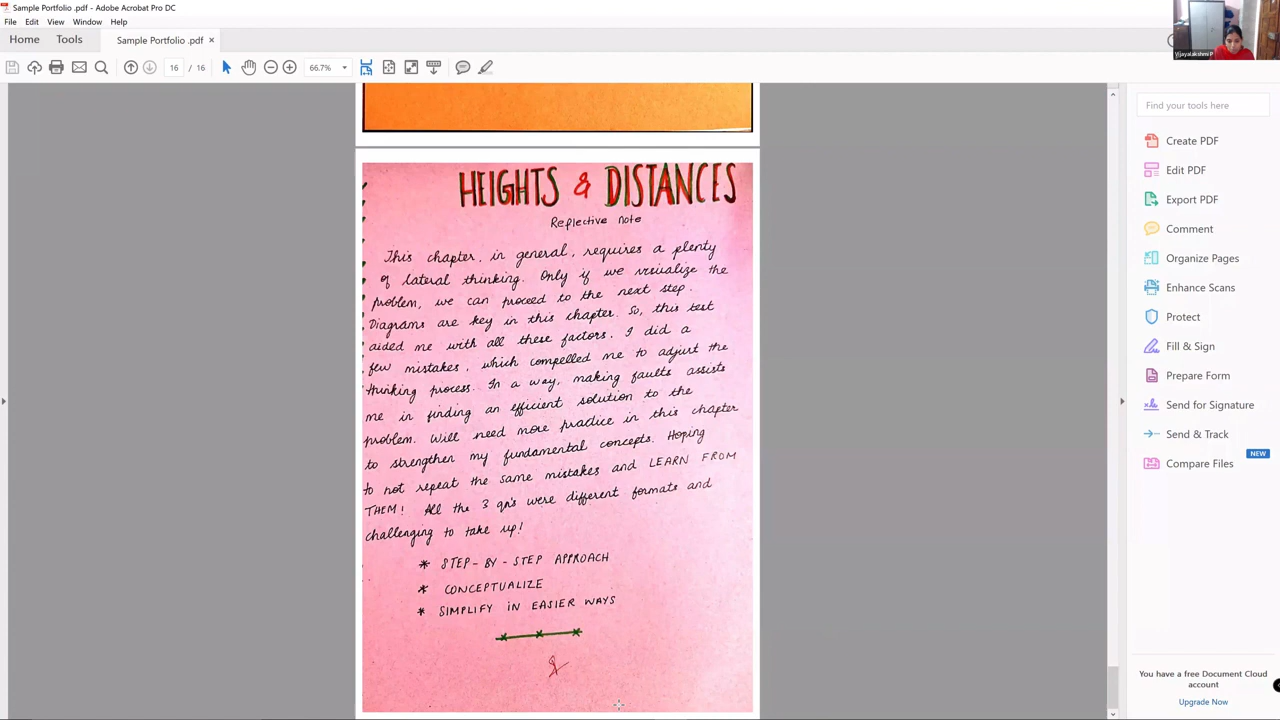 Sample Portfolio .pdf - Adobe Acrobat Pro DC
File Edit View Window Help
Home Tools Sample Portfolio .pdf ×
16 / 16 66.7%
Vijayalakshmi P
HEIGHTS & DISTANCES
Reflective note
This chapter, in general, requires a plenty
of lateral thinking. Only if we visualize the
problem, we can proceed to the next step.
Diagrams are key in this chapter. So, this test
aided me with all these factors. I did a
few mistakes, which compelled me to adjust the
thinking process. In a way, making faults assists
me in finding an efficient solution to the
problem. Will need more practice in this chapter
to strengthen my fundamental concepts. Hoping
to not repeat the same mistakes and LEARN FROM
THEM! All the 3 qp's were different formats and
challenging to take up!
* STEP-BY-STEP APPROACH
* CONCEPTUALIZE
* SIMPLIFY IN EASIER WAYS
Find your tools here
Create PDF
Edit PDF
Export PDF
Comment
Organize Pages
Enhance Scans
Protect
Fill & Sign
Prepare Form
Send for Signature
Send & Track
NEW
Compare Files
You have a free Document Cloud
account
Upgrade Now